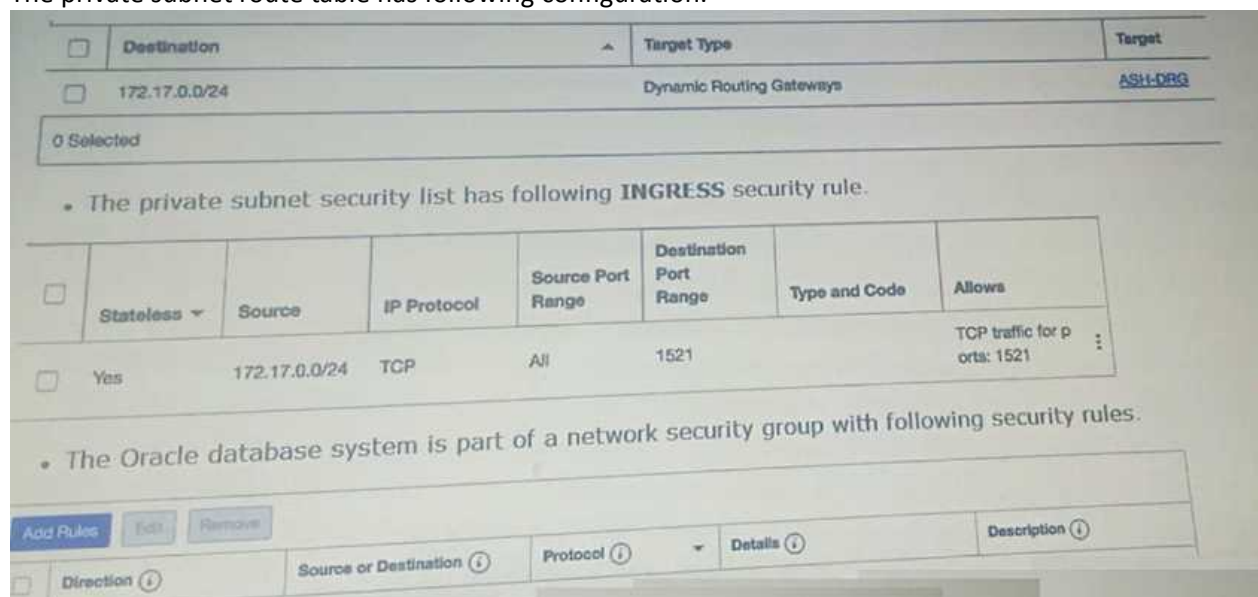 The private subnet route table has following configuration.
Destination Target Type Target
172.17.0.0/24 Dynamic Routing Gateways ASH-DRG
0 Selected
• The private subnet security list has following INGRESS security rule.
Stateless Source IP Protocol Source Port Range Destination Port Range Type and Code Allows
Yes 172.17.0.0/24 TCP All 1521 TCP traffic for p
orts: 1521
• The Oracle database system is part of a network security group with following security rules.
Add Rules Edit Remove
Direction Source or Destination Protocol Details Description